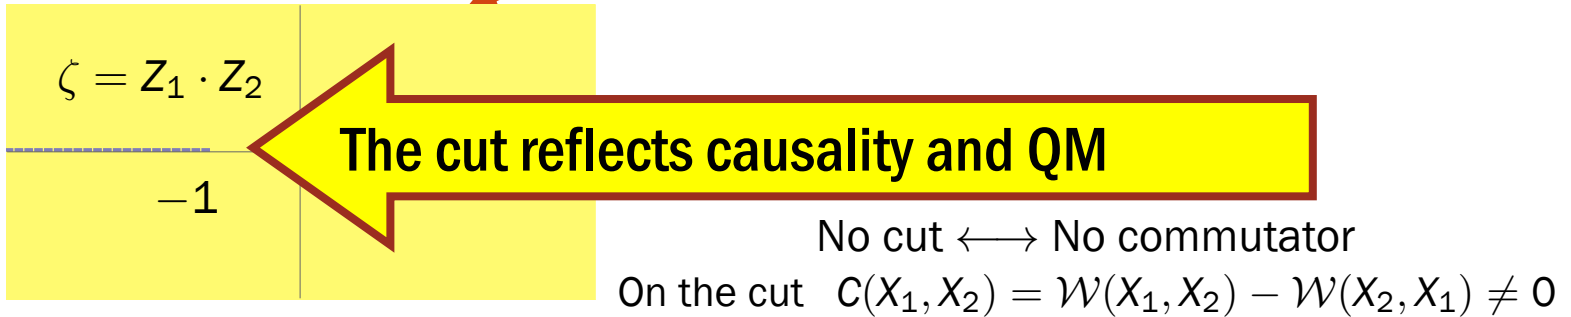 ζ = Z₁ · Z₂
The cut reflects causality and QM
−1
No cut ⟷ No commutator
On the cut C(X₁, X₂) = 𝒲(X₁, X₂) − 𝒲(X₂, X₁) ≠ 0